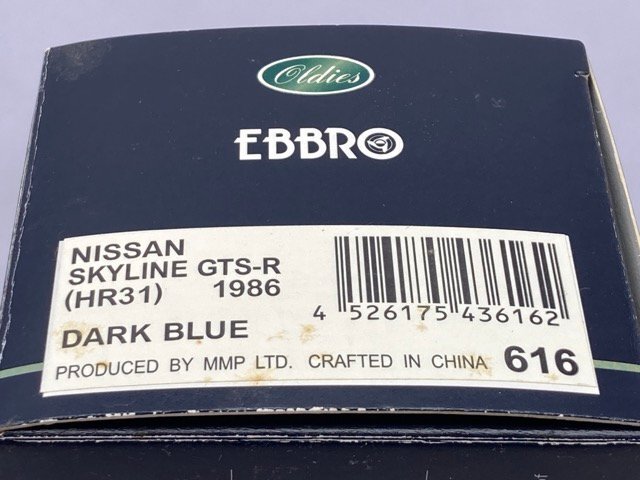 Oldies
EBBRO
NISSAN
SKYLINE GTS-R
(HR31) 1986
4 526175 436162
DARK BLUE
PRODUCED BY MMP LTD. CRAFTED IN CHINA 616